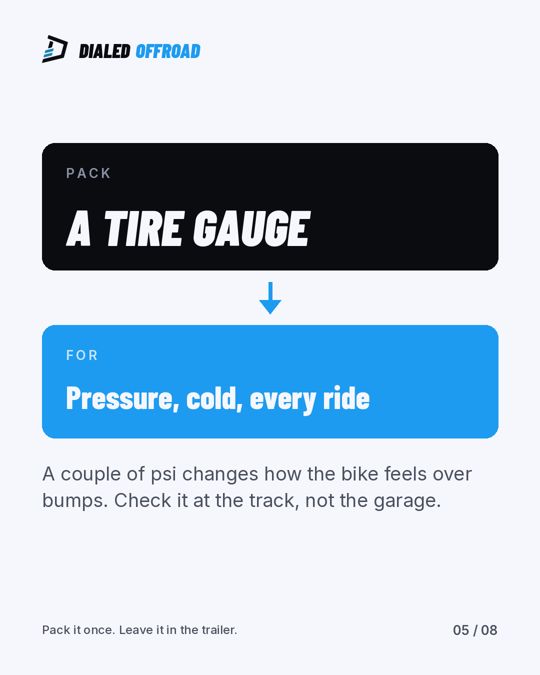 DIALED OFFROAD
PACK
A TIRE GAUGE
FOR
Pressure, cold, every ride
A couple of psi changes how the bike feels over
bumps. Check it at the track, not the garage.
Pack it once. Leave it in the trailer.
05 / 08